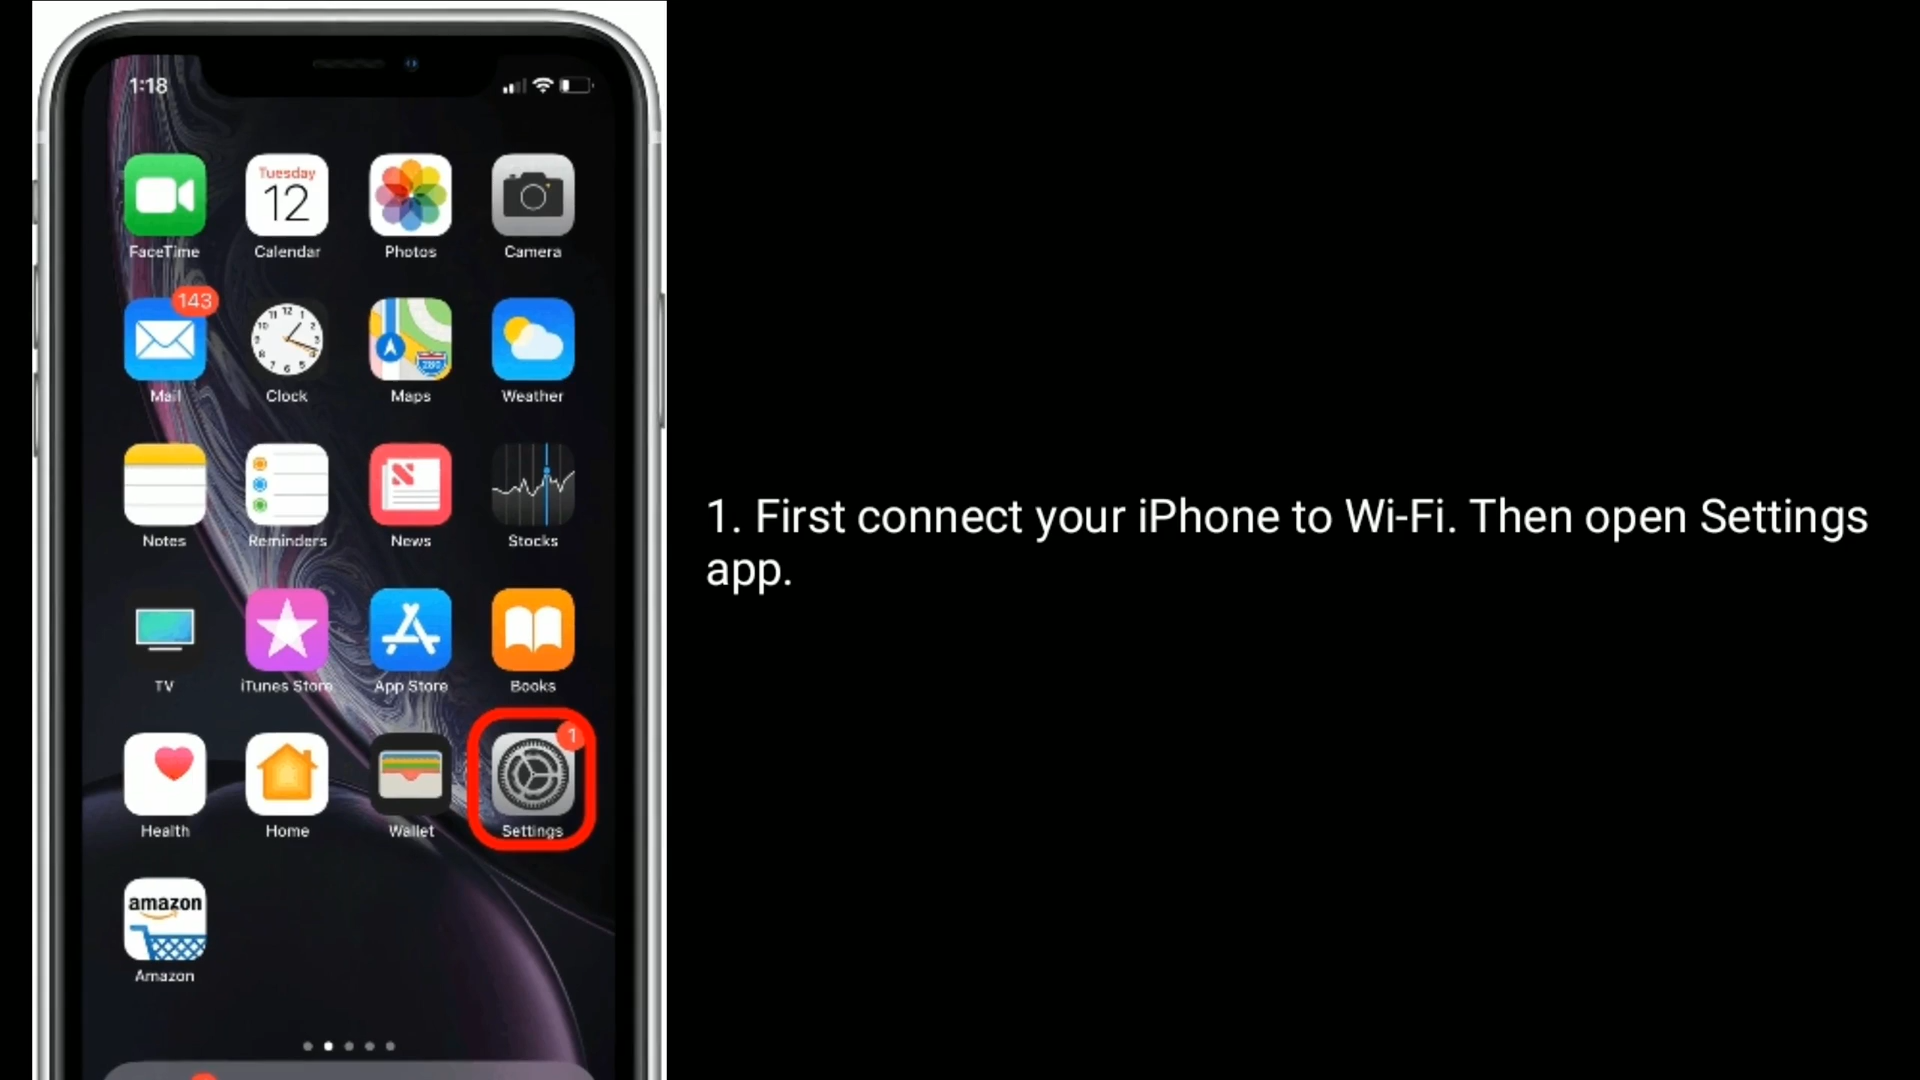 1:18
Tuesday
12
FaceTime
Calendar
Photos
Camera
143
Mail
Clock
Maps
Weather
Notes
Reminders
News
Stocks
TV
iTunes Store
App Store
Books
1
Health
Home
Wallet
Settings
amazon
Amazon
1. First connect your iPhone to Wi-Fi. Then open Settings
app.